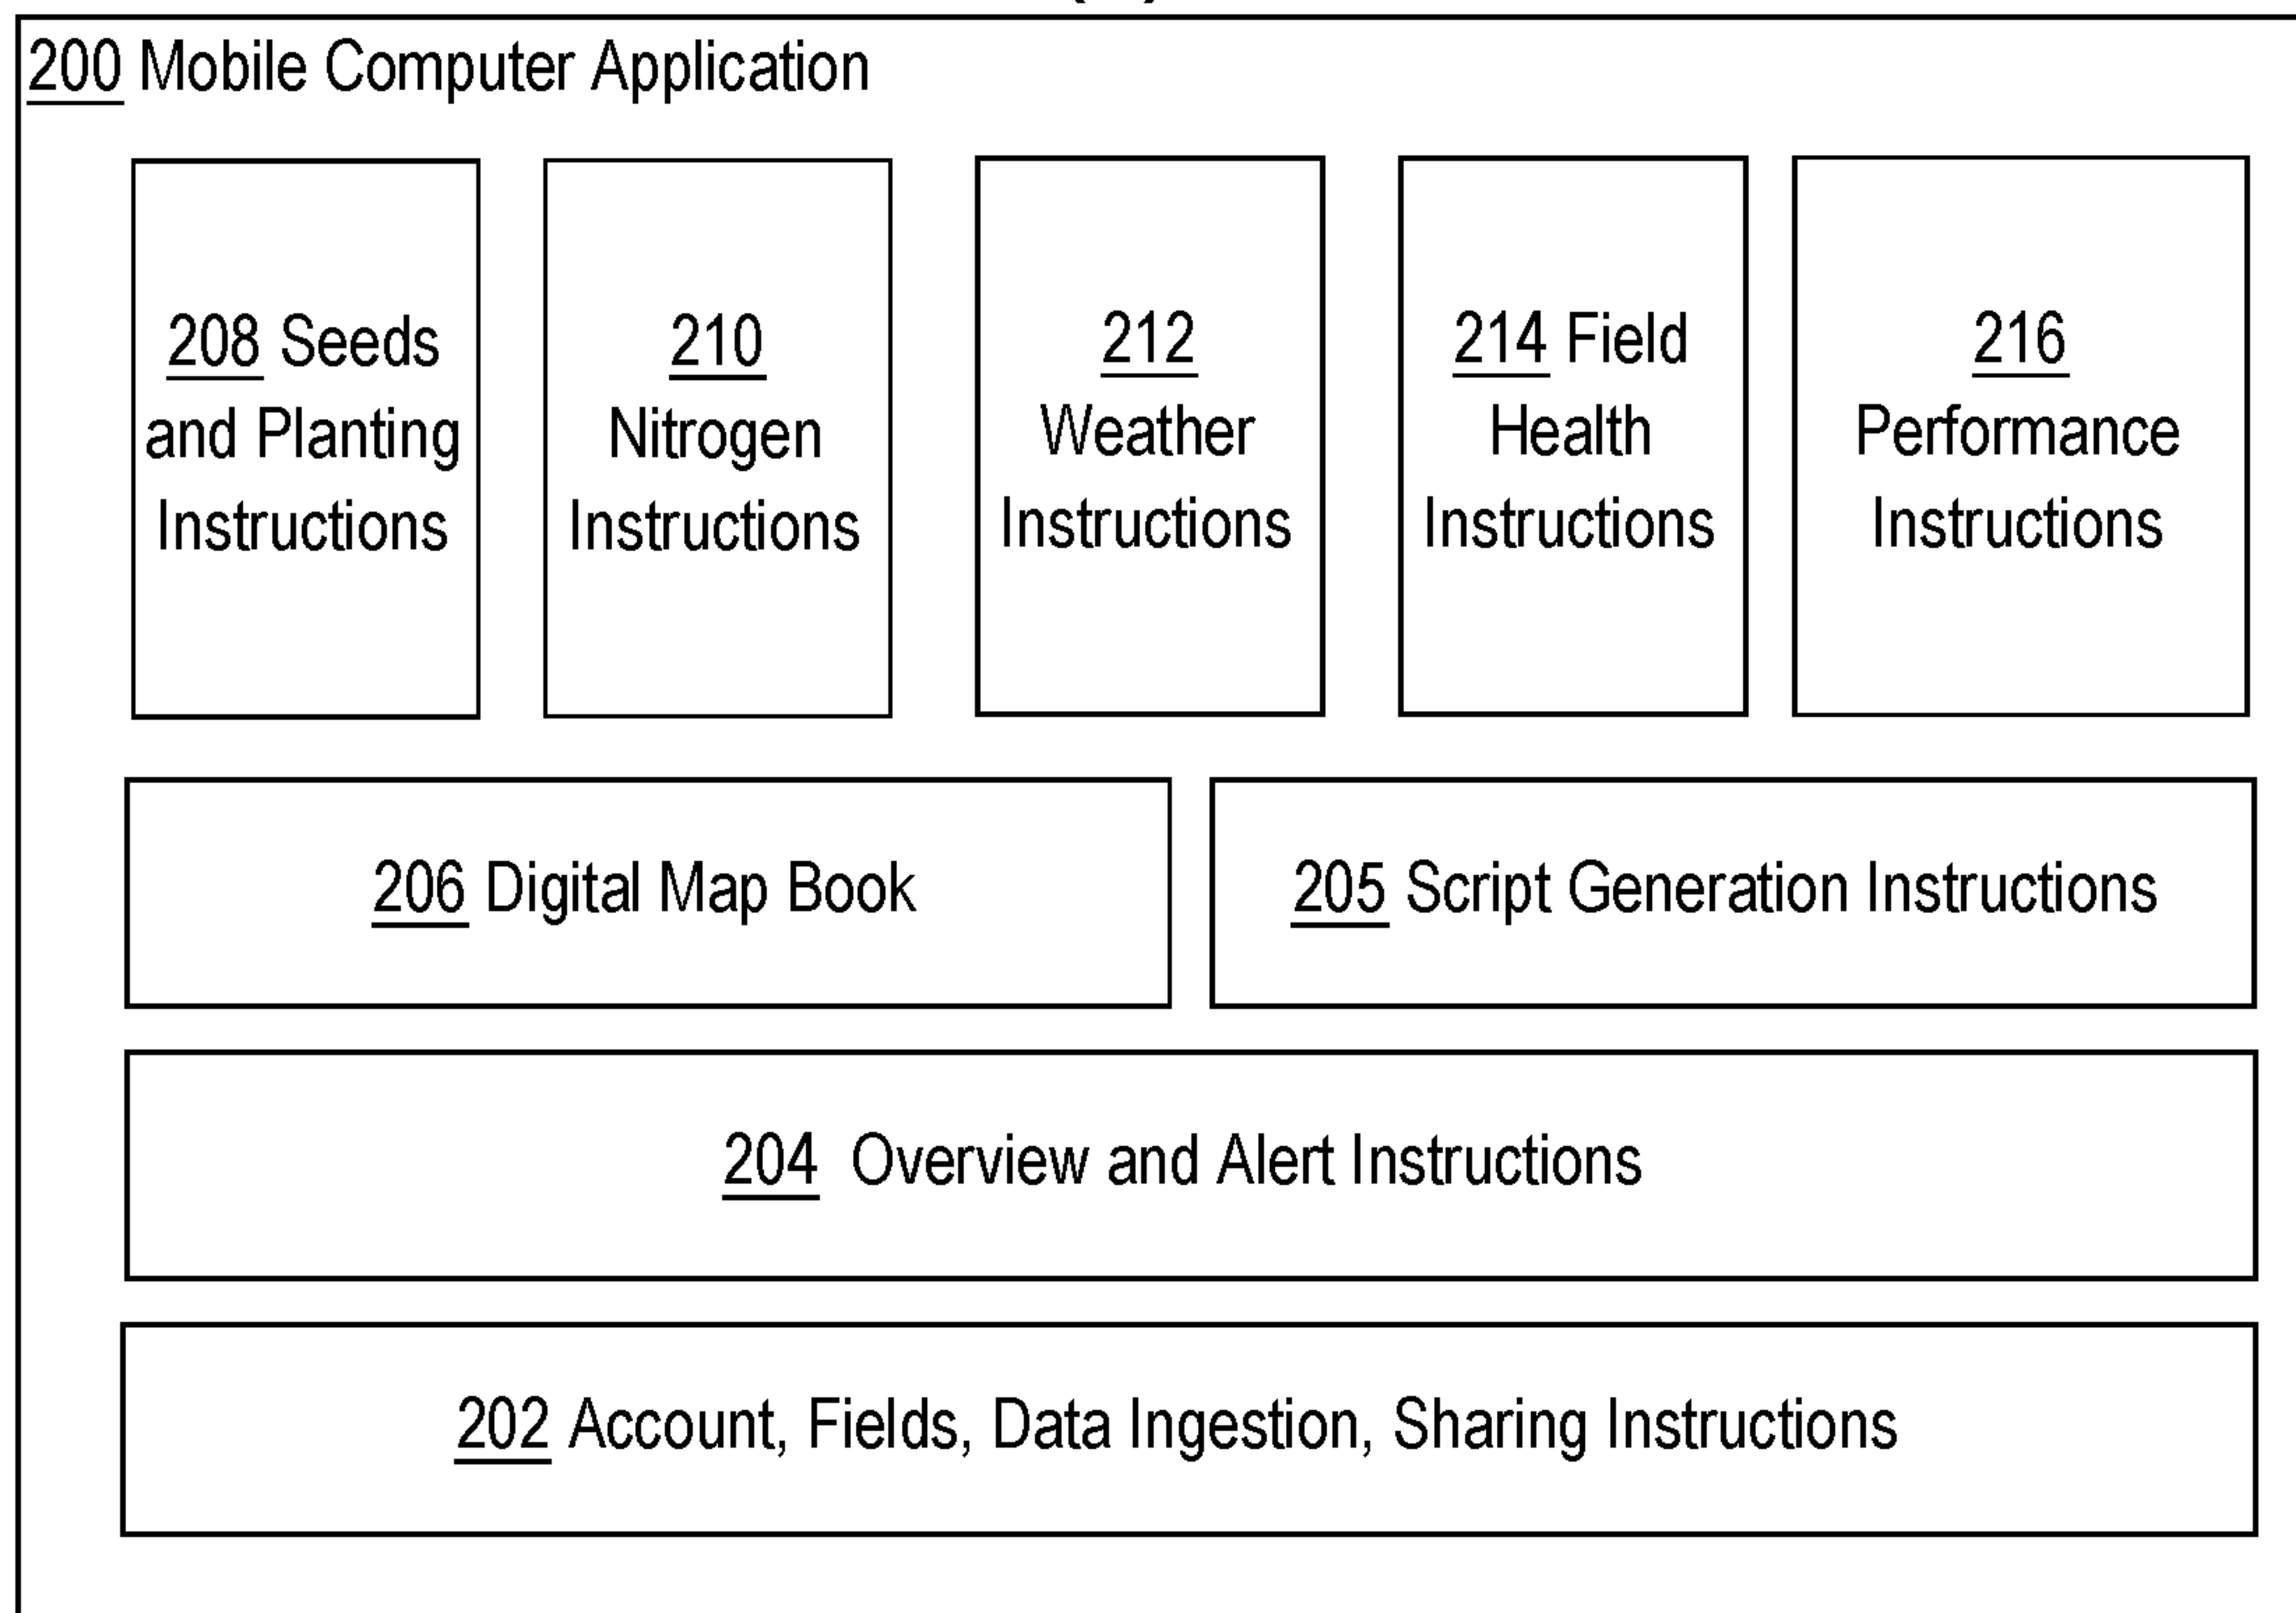 200 Mobile Computer Application
208 Seeds
and Planting
Instructions
210
Nitrogen
Instructions
212
Weather
Instructions
214 Field
Health
Instructions
216
Performance
Instructions
206 Digital Map Book
205 Script Generation Instructions
204 Overview and Alert Instructions
202 Account, Fields, Data Ingestion, Sharing Instructions